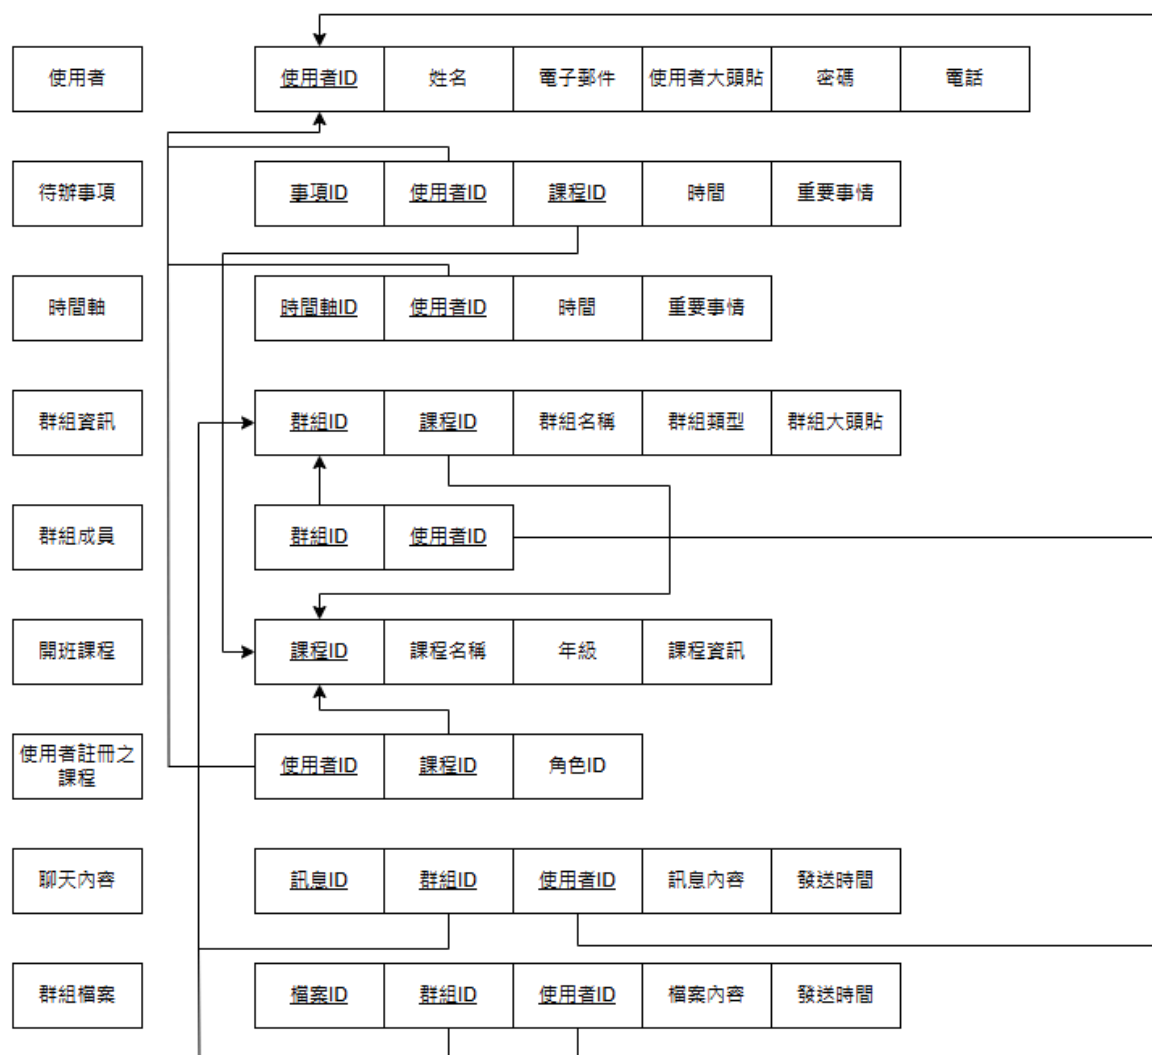 使用者 使用者ID 姓名 電子郵件 使用者大頭貼 密碼 電話
待辦事項 事項ID 使用者ID 課程ID 時間 重要事情
時間軸 時間軸ID 使用者ID 時間 重要事情
群組資訊 群組ID 課程ID 群組名稱 群組類型 群組大頭貼
群組成員 群組ID 使用者ID
開班課程 課程ID 課程名稱 年級 課程資訊
使用者註冊之
課程 使用者ID 課程ID 角色ID
聊天內容 訊息ID 群組ID 使用者ID 訊息內容 發送時間
群組檔案 檔案ID 群組ID 使用者ID 檔案內容 發送時間